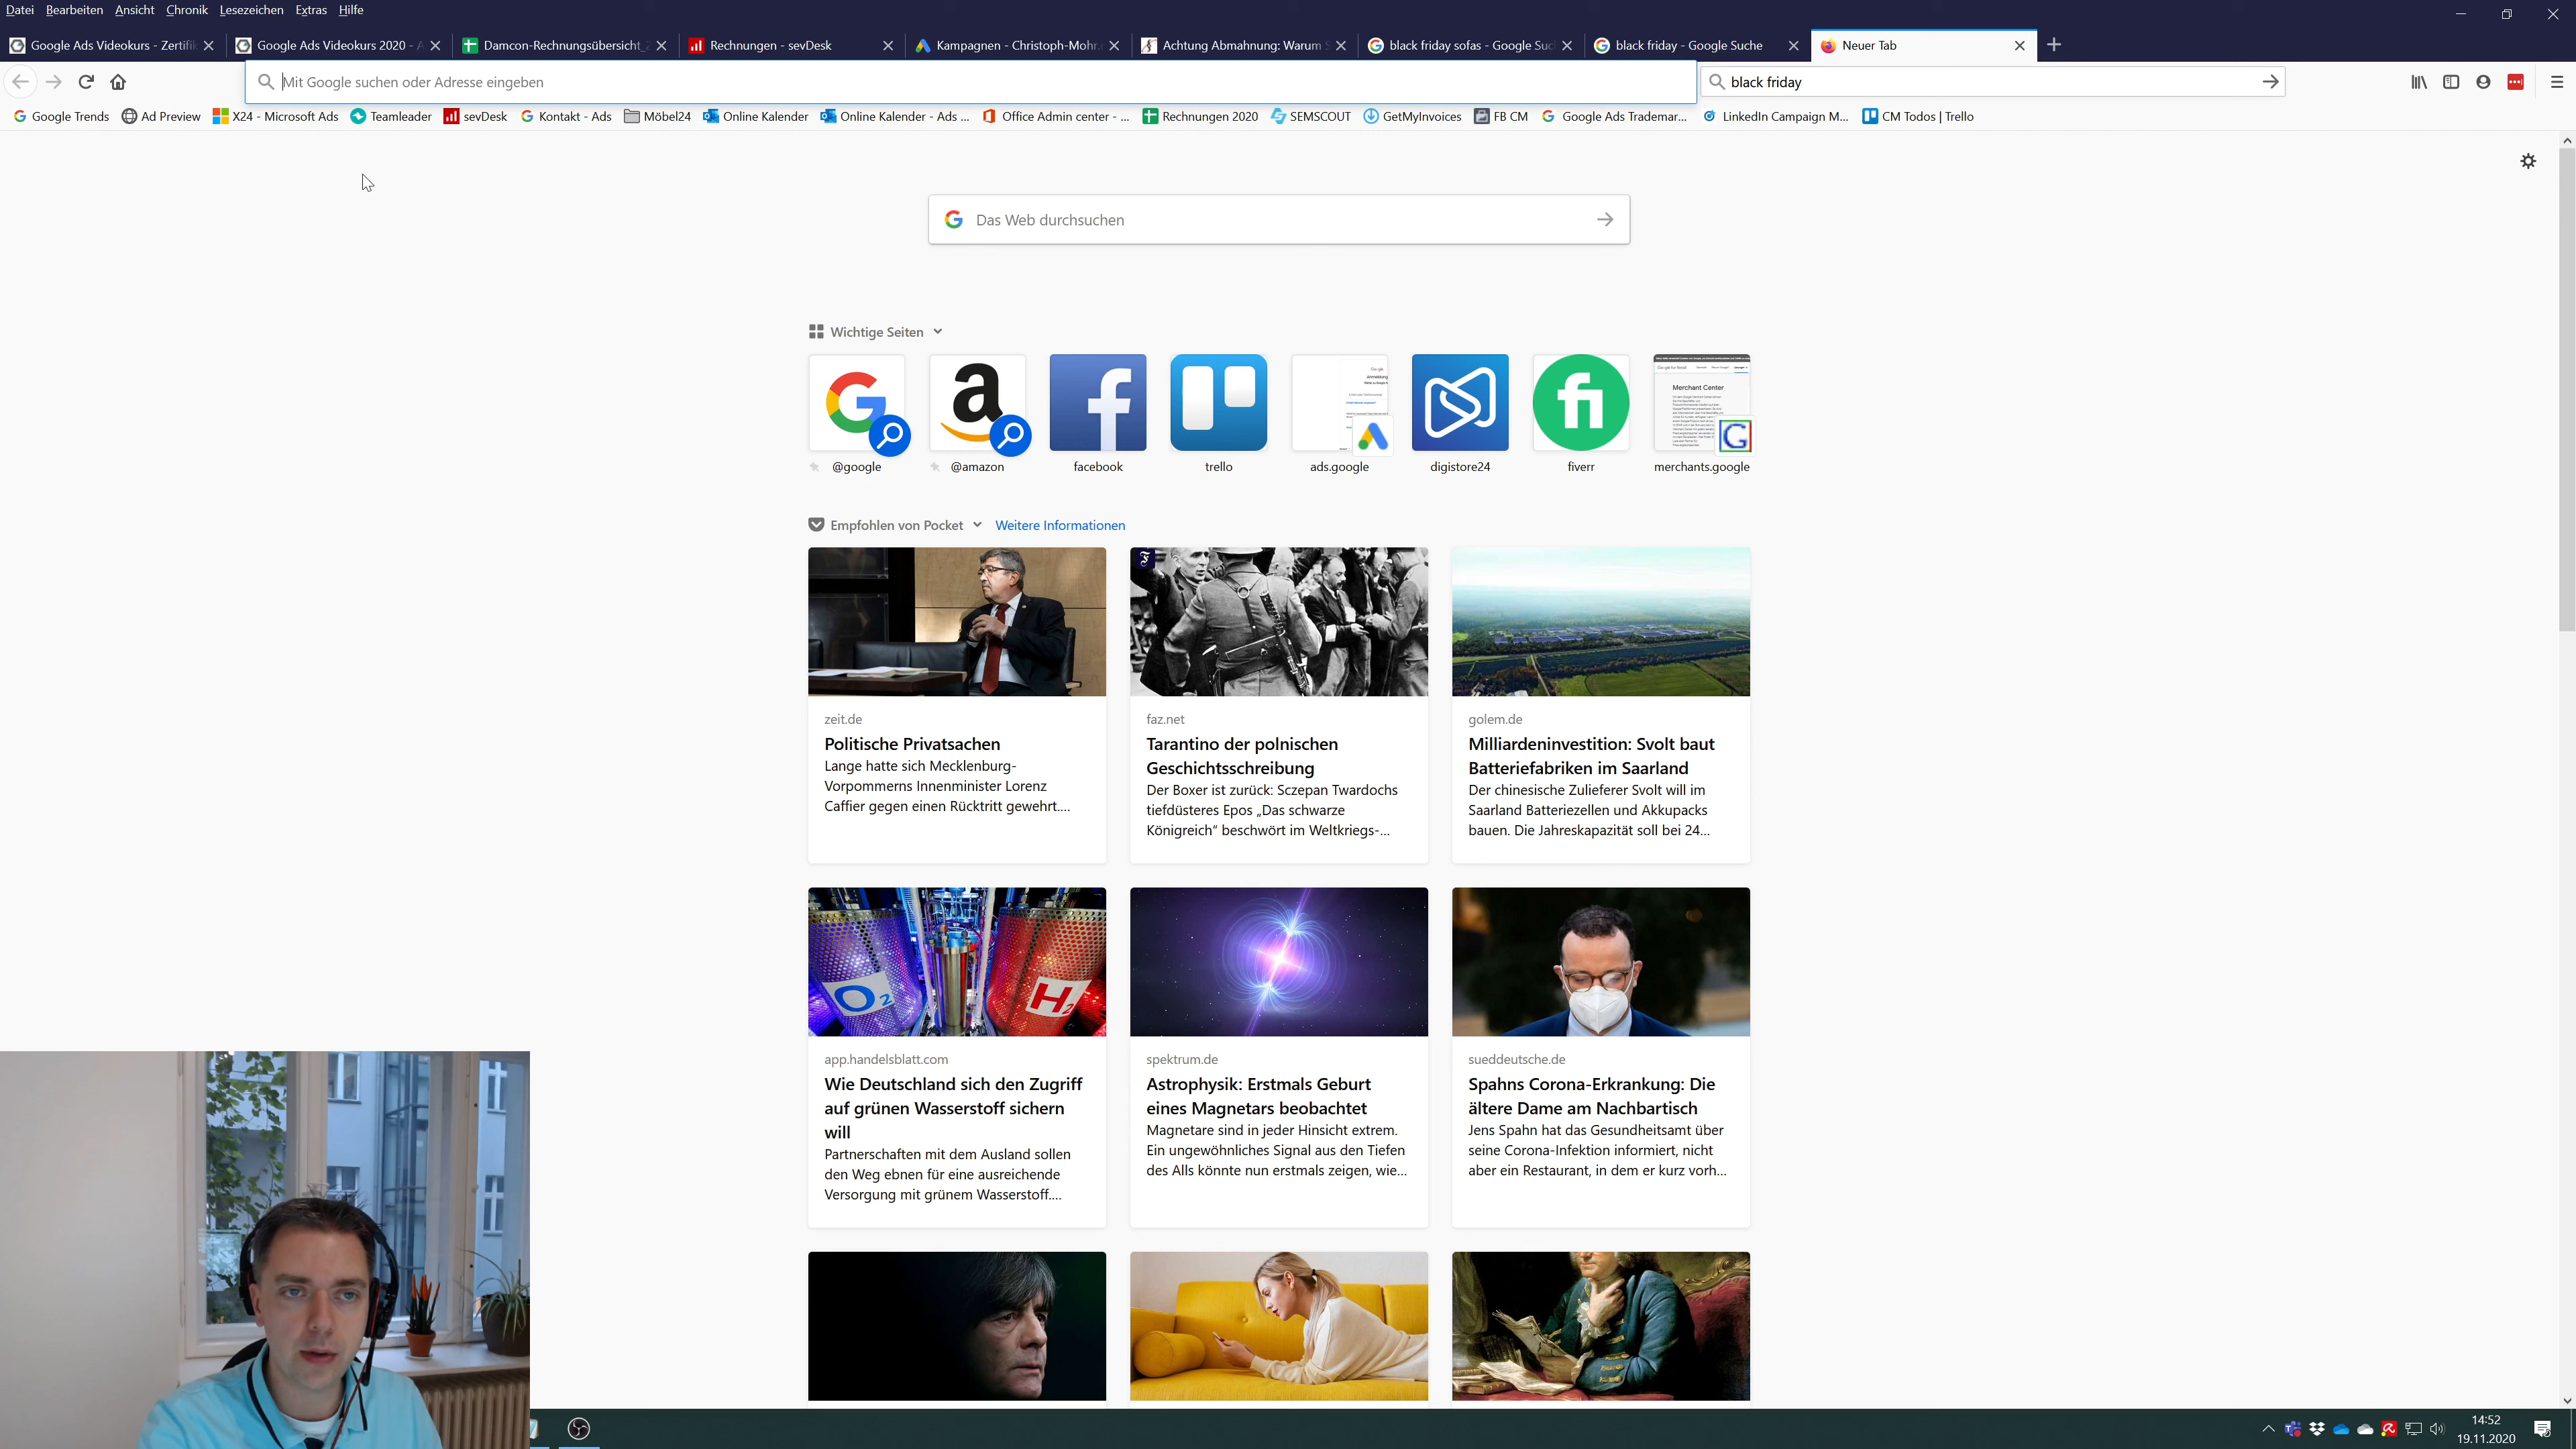 Datei Bearbeiten Ansicht Chronik Lesezeichen Extras Hilfe
Google Ads Videokurs - Zertifik
Google Ads Videokurs 2020 - A
Damcon-Rechnungsübersicht_2
Rechnungen - sevDesk
Kampagnen - Christoph-Mohr.
Achtung Abmahnung: Warum S
black friday sofas - Google Suc
black friday - Google Suche
Neuer Tab
Mit Google suchen oder Adresse eingeben
black friday
Google Trends
Ad Preview
X24 - Microsoft Ads
Teamleader
sevDesk
Kontakt - Ads
Möbel24
Online Kalender
Online Kalender - Ads ...
Office Admin center - ...
Rechnungen 2020
SEMSCOUT
GetMyInvoices
FB CM
Google Ads Trademar...
LinkedIn Campaign M...
CM Todos | Trello
Das Web durchsuchen
Wichtige Seiten
Merchant Center
@google
@amazon
facebook
trello
ads.google
digistore24
fiverr
merchants.google
Empfohlen von Pocket
Weitere Informationen
zeit.de
Politische Privatsachen
Lange hatte sich Mecklenburg-
Vorpommerns Innenminister Lorenz
Caffier gegen einen Rücktritt gewehrt....
faz.net
Tarantino der polnischen
Geschichtsschreibung
Der Boxer ist zurück: Sczepan Twardochs
tiefdüsteres Epos „Das schwarze
Königreich“ beschwört im Weltkriegs-...
golem.de
Milliardeninvestition: Svolt baut
Batteriefabriken im Saarland
Der chinesische Zulieferer Svolt will im
Saarland Batteriezellen und Akkupacks
bauen. Die Jahreskapazität soll bei 24...
O2
H2
app.handelsblatt.com
Wie Deutschland sich den Zugriff
auf grünen Wasserstoff sichern
will
Partnerschaften mit dem Ausland sollen
den Weg ebnen für eine ausreichende
Versorgung mit grünem Wasserstoff....
spektrum.de
Astrophysik: Erstmals Geburt
eines Magnetars beobachtet
Magnetare sind in jeder Hinsicht extrem.
Ein ungewöhnliches Signal aus den Tiefen
des Alls könnte nun erstmals zeigen, wie...
sueddeutsche.de
Spahns Corona-Erkrankung: Die
ältere Dame am Nachbartisch
Jens Spahn hat das Gesundheitsamt über
seine Corona-Infektion informiert, nicht
aber ein Restaurant, in dem er kurz vorh...
14:52
19.11.2020